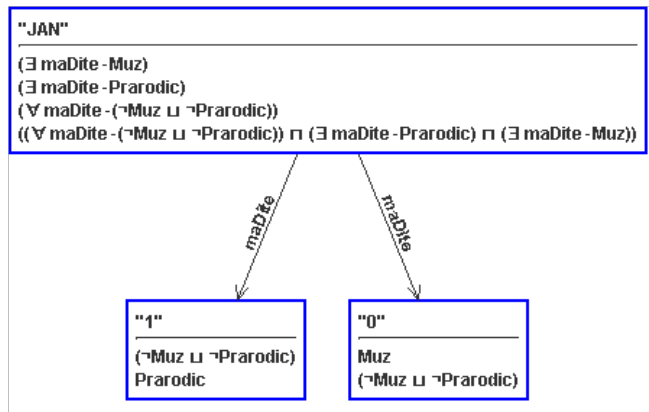 "JAN"
(∃ maDite - Muz)
(∃ maDite - Prarodic)
(∀ maDite - (¬Muz ⊔ ¬Prarodic))
((∀ maDite - (¬Muz ⊔ ¬Prarodic)) ⊓ (∃ maDite - Prarodic) ⊓ (∃ maDite - Muz))
maDite
maDite
"1"
(¬Muz ⊔ ¬Prarodic)
Prarodic
"0"
Muz
(¬Muz ⊔ ¬Prarodic)